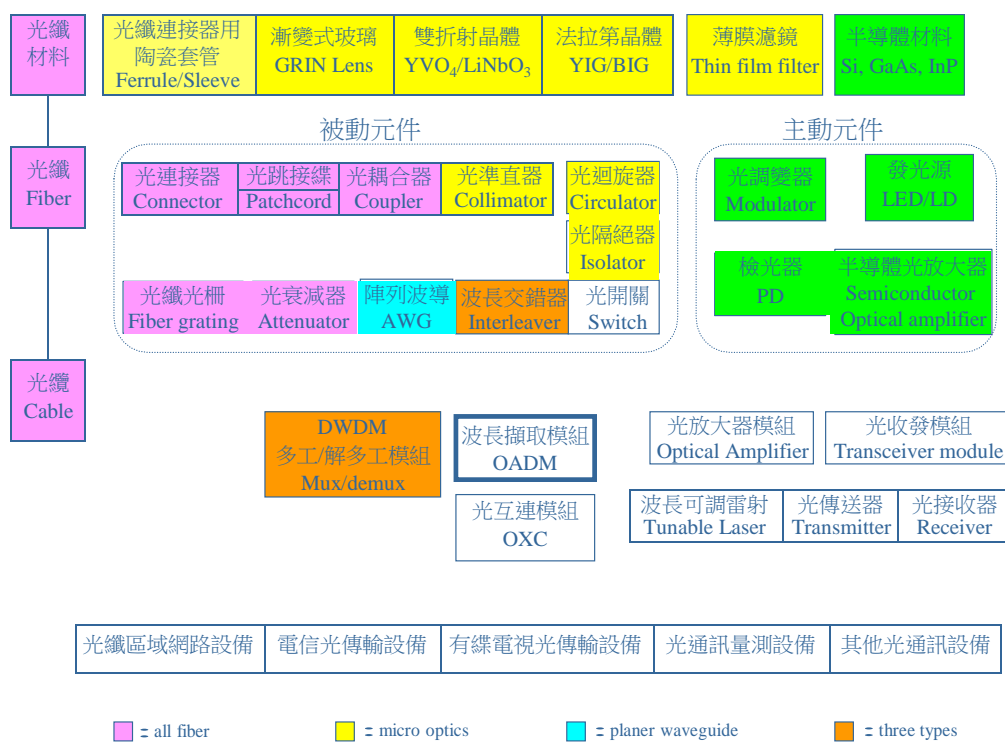 光纖
材料
光纖連接器用
陶瓷套管
Ferrule/Sleeve
漸變式玻璃
GRIN Lens
雙折射晶體
YVO4/LiNbO3
法拉第晶體
YIG/BIG
薄膜濾鏡
Thin film filter
半導體材料
Si, GaAs, InP
被動元件
主動元件
光纖
Fiber
光連接器
Connector
光跳接緤
Patchcord
光耦合器
Coupler
光準直器
Collimator
光迴旋器
Circulator
光隔絕器
Isolator
光調變器
Modulator
發光源
LED/LD
光纖光柵
Fiber grating
光衰減器
Attenuator
陣列波導
AWG
波長交錯器
Interleaver
光開關
Switch
檢光器
PD
半導體光放大器
Semiconductor
Optical amplifier
光纜
Cable
DWDM
多工/解多工模組
Mux/demux
波長擷取模組
OADM
光互連模組
OXC
光放大器模組
Optical Amplifier
光收發模組
Transceiver module
波長可調雷射
Tunable Laser
光傳送器
Transmitter
光接收器
Receiver
光纖區域網路設備
電信光傳輸設備
有緤電視光傳輸設備
光通訊量測設備
其他光通訊設備
= all fiber
= micro optics
= planer waveguide
= three types